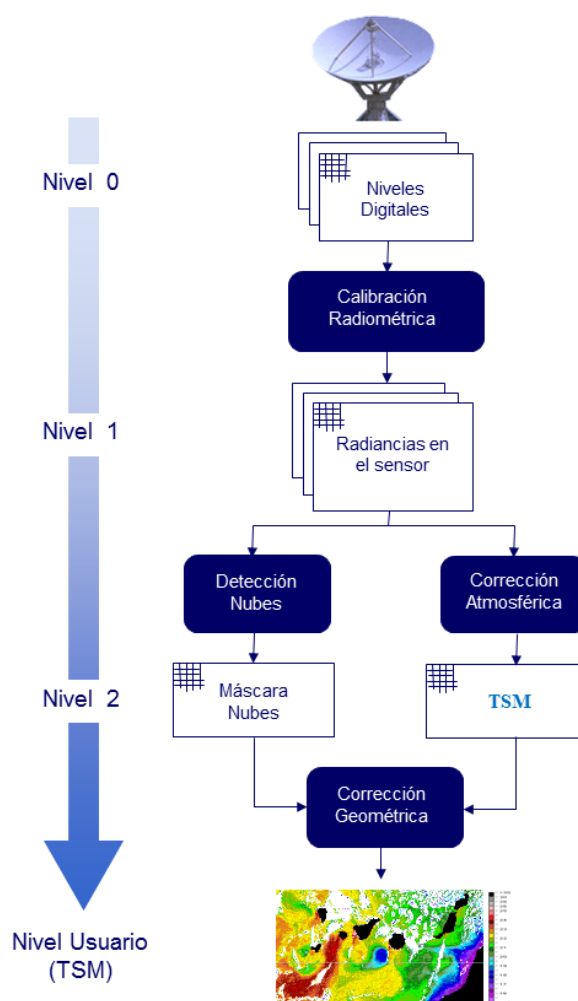 Nivel 0
Niveles
Digitales
Calibración
Radiométrica
Nivel 1
Radiancias en
el sensor
Detección
Nubes
Corrección
Atmosférica
Nivel 2
Máscara
Nubes
TSM
Corrección
Geométrica
Nivel Usuario
(TSM)